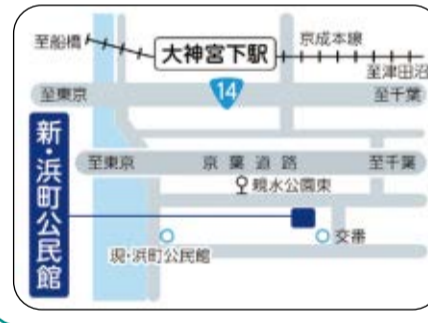 至船橋
大神宮下駅
京成本線
至津田沼
至東京
14
至千葉
新・浜町公民館
至東京
京葉道路
至千葉
親水公園東
交番
現・浜町公民館